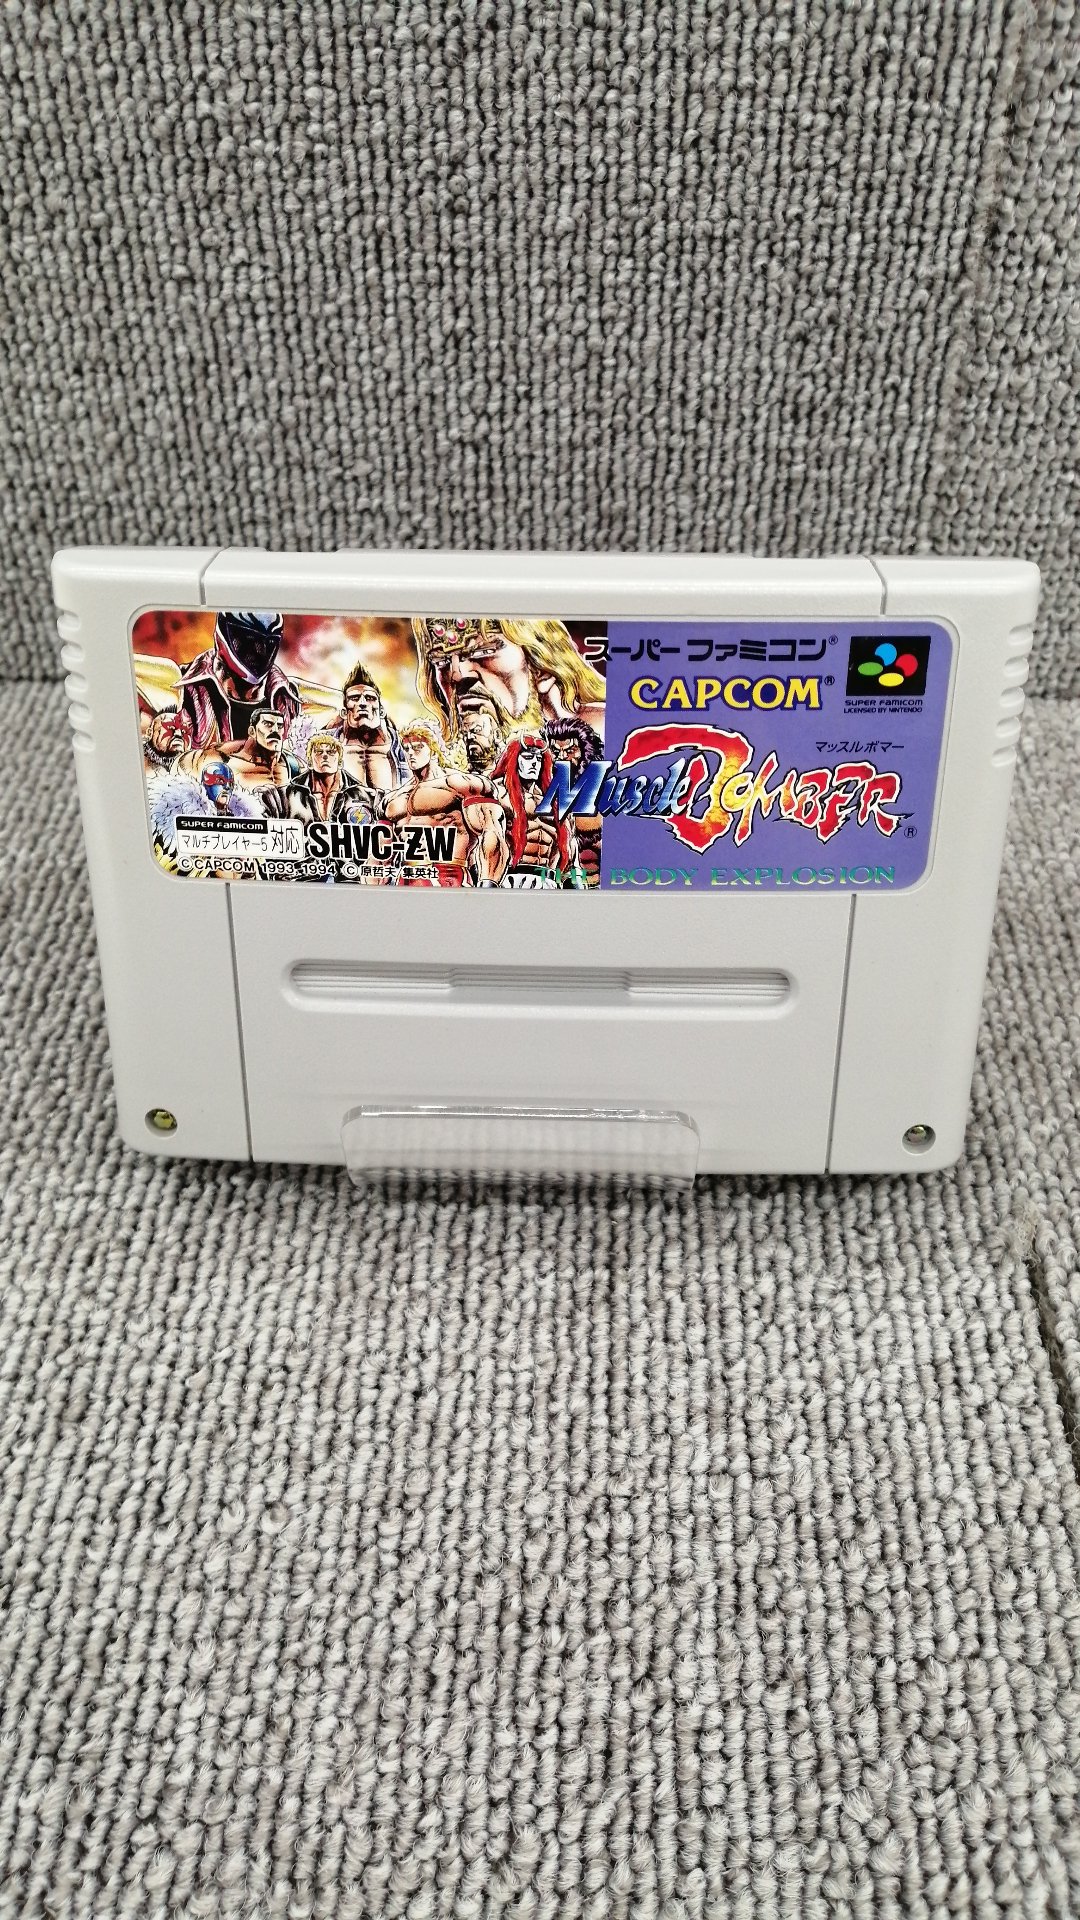 スーパーファミコン®
CAPCOM®
SUPER FAMICOM
LICENSED BY NINTENDO
マッスルボマー
Muscle BOMBER®
THE BODY EXPLOSION
SUPER FAMICOM
マルチプレイヤー5 対応
SHVC-ZW
© CAPCOM 1993, 1994 © 原哲夫/集英社